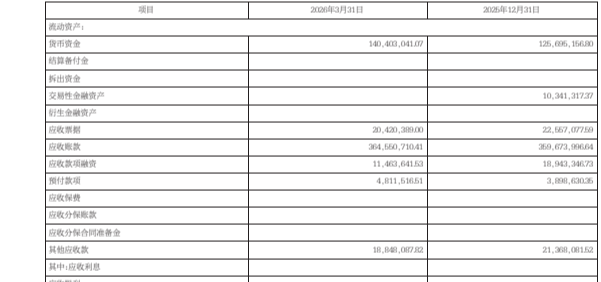 项目 2026年3月31日 2025年12月31日
流动资产：
货币资金 140,403,041.07 125,695,156.80
结算备付金
拆出资金
交易性金融资产 10,341,317.37
衍生金融资产
应收票据 20,420,389.00 22,557,077.59
应收账款 364,550,710.41 359,673,996.64
应收款项融资 11,463,641.53 18,943,346.73
预付款项 4,811,516.51 3,898,630.35
应收保费
应收分保账款
应收分保合同准备金
其他应收款 18,848,087.82 21,368,081.52
其中：应收利息